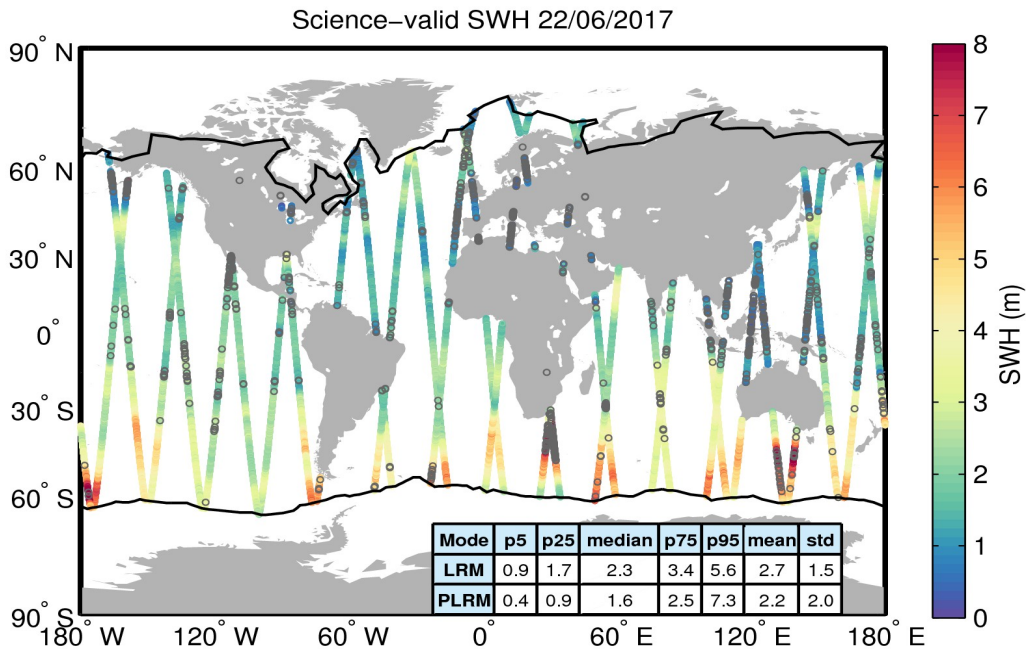 Science−valid SWH 22/06/2017
90° N
60° N
30° N
0°
30° S
60° S
90° S
180° W
120° W
60° W
0°
60° E
120° E
180° E
8
7
6
5
4
3
2
1
0
SWH (m)
Mode p5 p25 median p75 p95 mean std
LRM 0.9 1.7 2.3 3.4 5.6 2.7 1.5
PLRM 0.4 0.9 1.6 2.5 7.3 2.2 2.0